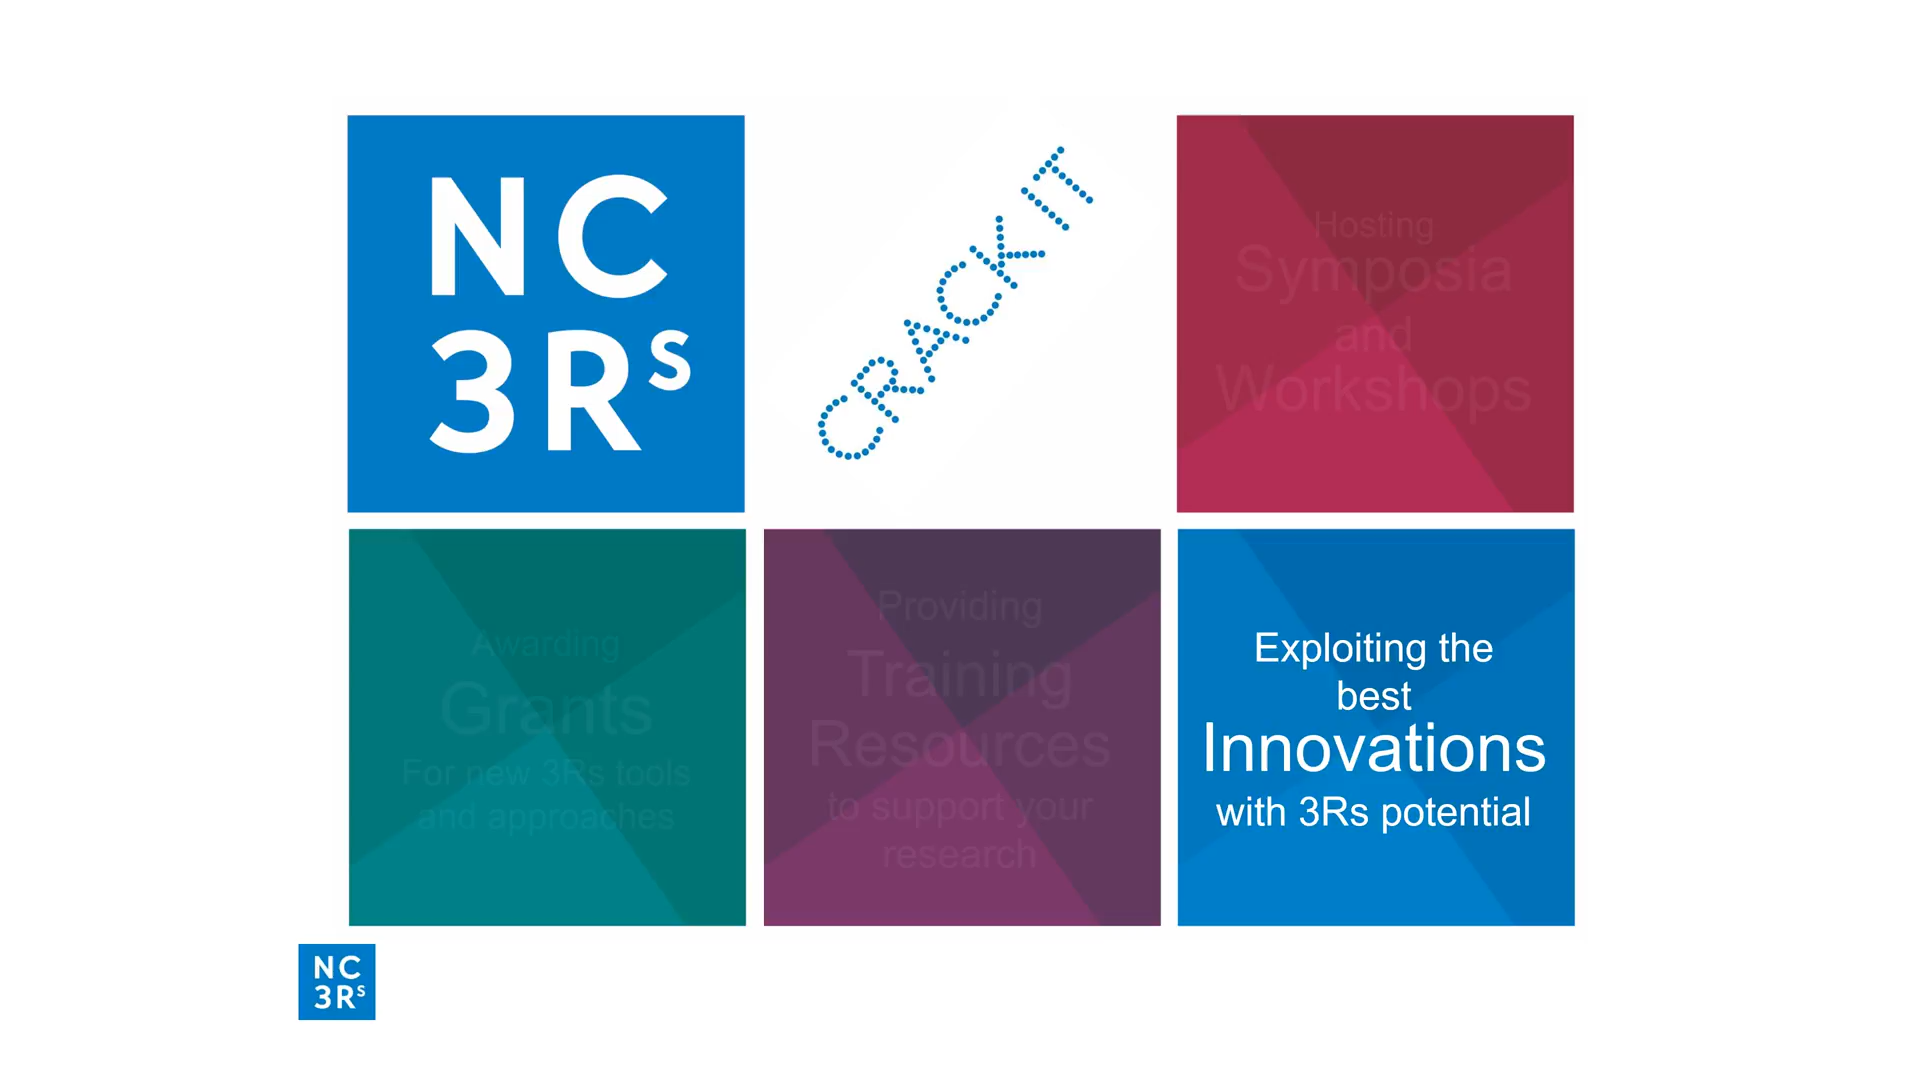 NC
3Rs
CRACK IT
Hosting
Symposia
and
Workshops
Awarding
Grants
For new 3Rs tools
and approaches
Providing
Training
Resources
to support your
research
Exploiting the
best
Innovations
with 3Rs potential
NC
3Rs